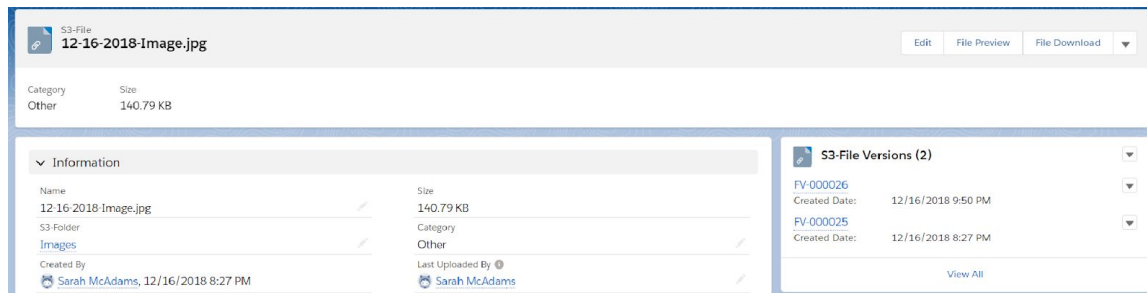 S3-File
12-16-2018-Image.jpg
Edit File Preview File Download
Category Size
Other 140.79 KB
Information
Name
12-16-2018-Image.jpg
S3-Folder
Images
Created By
Sarah McAdams, 12/16/2018 8:27 PM
Size
140.79 KB
Category
Other
Last Uploaded By
Sarah McAdams
S3-File Versions (2)
FV-000026
Created Date: 12/16/2018 9:50 PM
FV-000025
Created Date: 12/16/2018 8:27 PM
View All